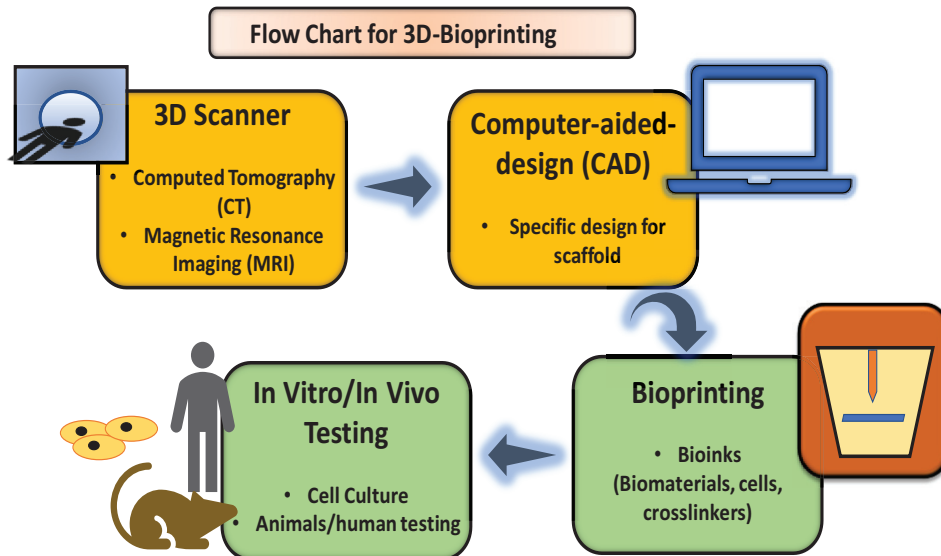 Flow Chart for 3D-Bioprinting
3D Scanner
• Computed Tomography
(CT)
• Magnetic Resonance
Imaging (MRI)
Computer-aided-
design (CAD)
• Specific design for
scaffold
Bioprinting
• Bioinks
(Biomaterials, cells,
crosslinkers)
In Vitro/In Vivo
Testing
• Cell Culture
• Animals/human testing